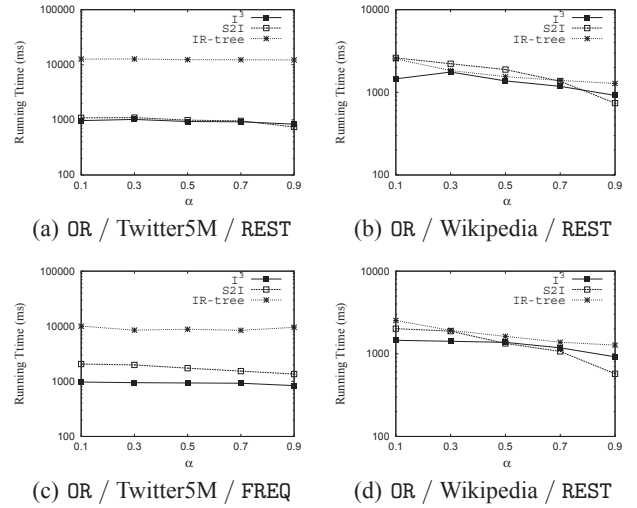 100000
10000
1000
100
0.1 0.3 0.5 0.7 0.9
α
Running Ttime (ms)
I³
S2I
IR-tree
(a) OR / Twitter5M / REST
10000
1000
100
0.1 0.3 0.5 0.7 0.9
α
Running Ttime (ms)
I³
S2I
IR-tree
(b) OR / Wikipedia / REST
100000
10000
1000
100
0.1 0.3 0.5 0.7 0.9
α
Running Ttime (ms)
I³
S2I
IR-tree
(c) OR / Twitter5M / FREQ
10000
1000
100
0.1 0.3 0.5 0.7 0.9
α
Running Ttime (ms)
I³
S2I
IR-tree
(d) OR / Wikipedia / REST